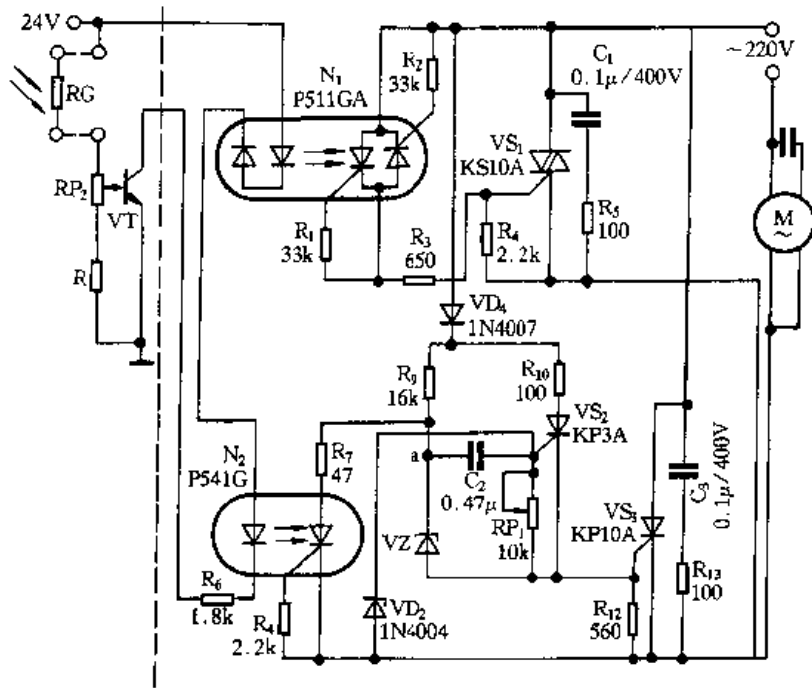 24V
RG
RP₂
VT
R
N₁
P511GA
R₂
33k
C₁
0.1μ/400V
~220V
VS₁
KS10A
R₅
100
M
~
R₁
33k
R₃
650
R₄
2.2k
VD₄
1N4007
R₉
16k
R₁₀
100
VS₂
KP3A
N₂
P541G
R₇
47
a
C₂
0.47μ
RP₁
10k
VZ
VS₃
KP10A
C₃
0.1μ/400V
R₆
1.8k
R₄
2.2k
VD₂
1N4004
R₁₂
560
R₁₃
100